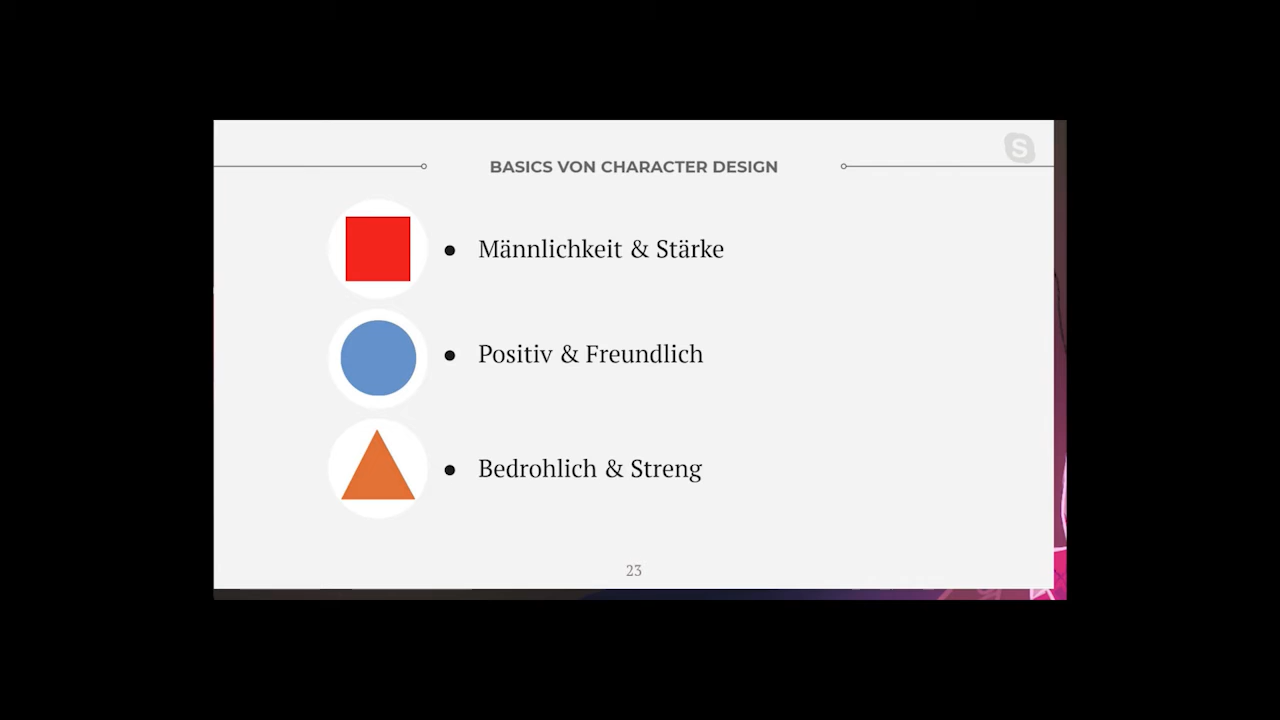 BASICS VON CHARACTER DESIGN
Männlichkeit & Stärke
Positiv & Freundlich
Bedrohlich & Streng
23